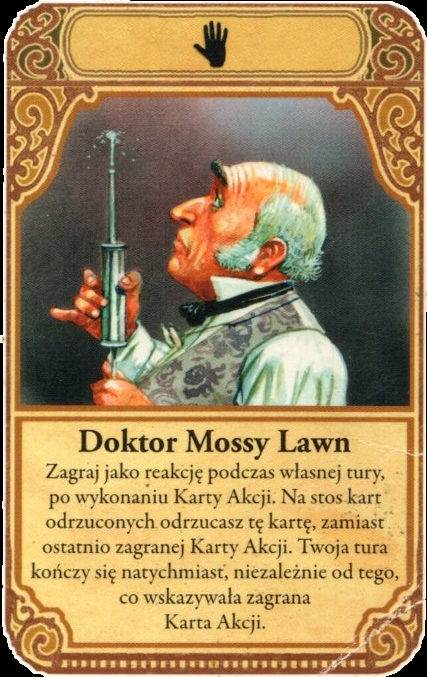 Doktor Mossy Lawn
Zagraj jako reakcję podczas własnej tury,
po wykonaniu Karty Akcji. Na stos kart
odrzuconych odrzucasz tę kartę, zamiast
ostatnio zagranej Karty Akcji. Twoja tura
kończy się natychmiast, niezależnie od tego,
co wskazywała zagrana
Karta Akcji.